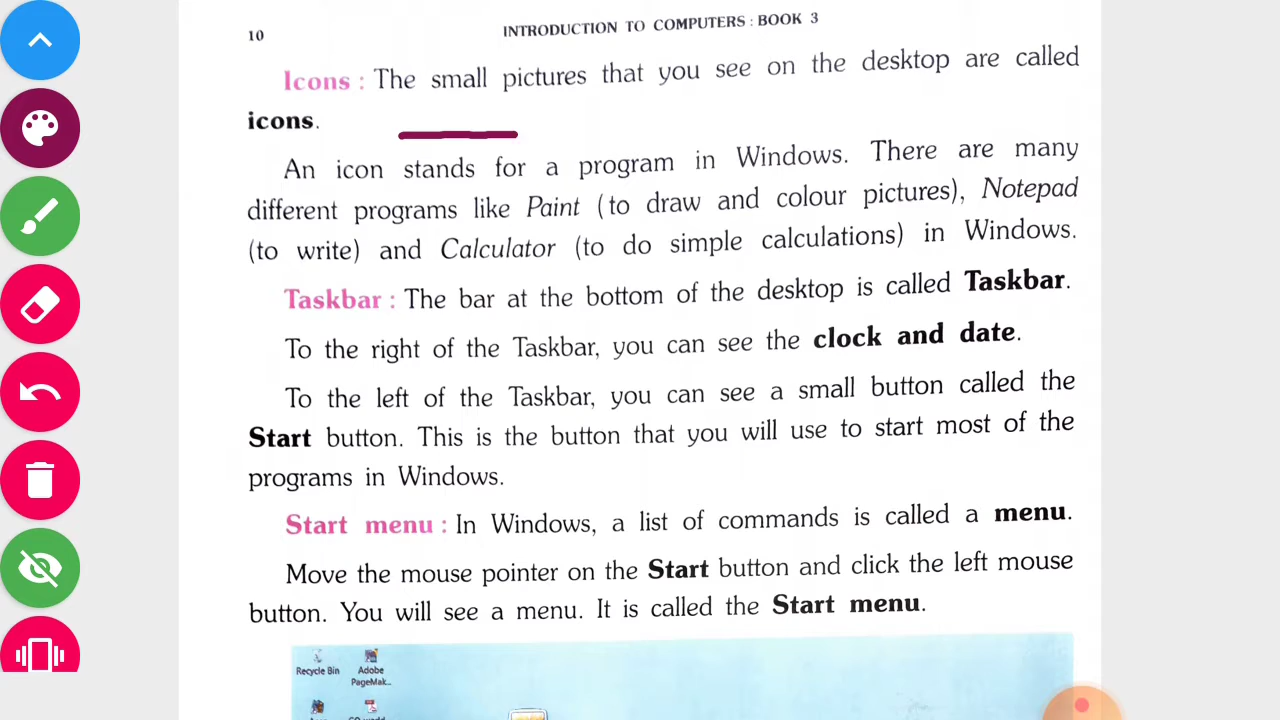 10
INTRODUCTION TO COMPUTERS : BOOK 3
Icons : The small pictures that you see on the desktop are called
icons.
An icon stands for a program in Windows. There are many
different programs like Paint (to draw and colour pictures), Notepad
(to write) and Calculator (to do simple calculations) in Windows.
Taskbar : The bar at the bottom of the desktop is called Taskbar.
To the right of the Taskbar, you can see the clock and date.
To the left of the Taskbar, you can see a small button called the
Start button. This is the button that you will use to start most of the
programs in Windows.
Start menu : In Windows, a list of commands is called a menu.
Move the mouse pointer on the Start button and click the left mouse
button. You will see a menu. It is called the Start menu.
Recycle Bin
Adobe
PageMak...